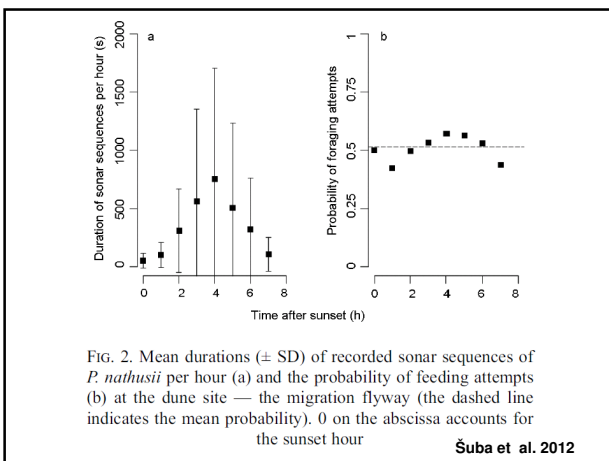 a
b
2000
1500
1000
500
0
Duration of sonar sequences per hour (s)
0 2 4 6 8
1
0.75
0.5
0.25
0
Probability of foraging attempts
0 2 4 6 8
Time after sunset (h)
FIG. 2. Mean durations (± SD) of recorded sonar sequences of
P. nathusii per hour (a) and the probability of feeding attempts
(b) at the dune site — the migration flyway (the dashed line
indicates the mean probability). 0 on the abscissa accounts for
the sunset hour
Šuba et al. 2012